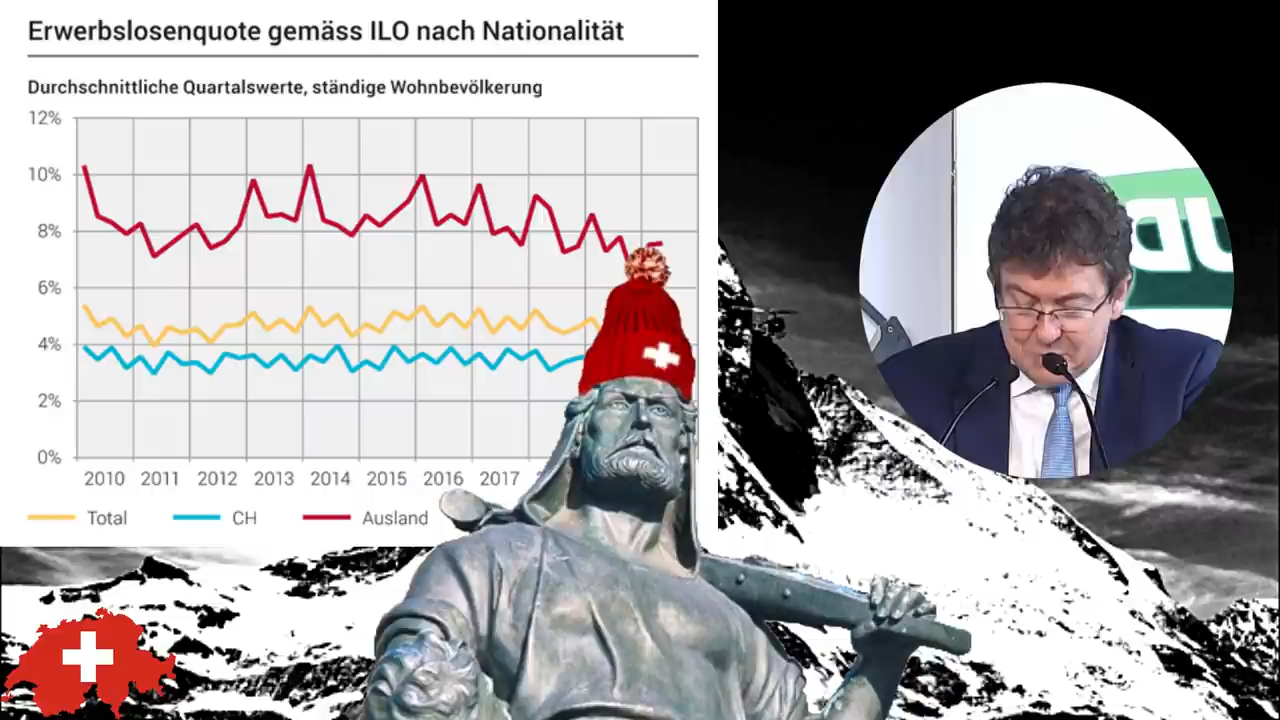 Erwerbslosenquote gemäss ILO nach Nationalität
Durchschnittliche Quartalswerte, ständige Wohnbevölkerung
12%
10%
8%
6%
4%
2%
0%
2010 2011 2012 2013 2014 2015 2016 2017
Total CH Ausland